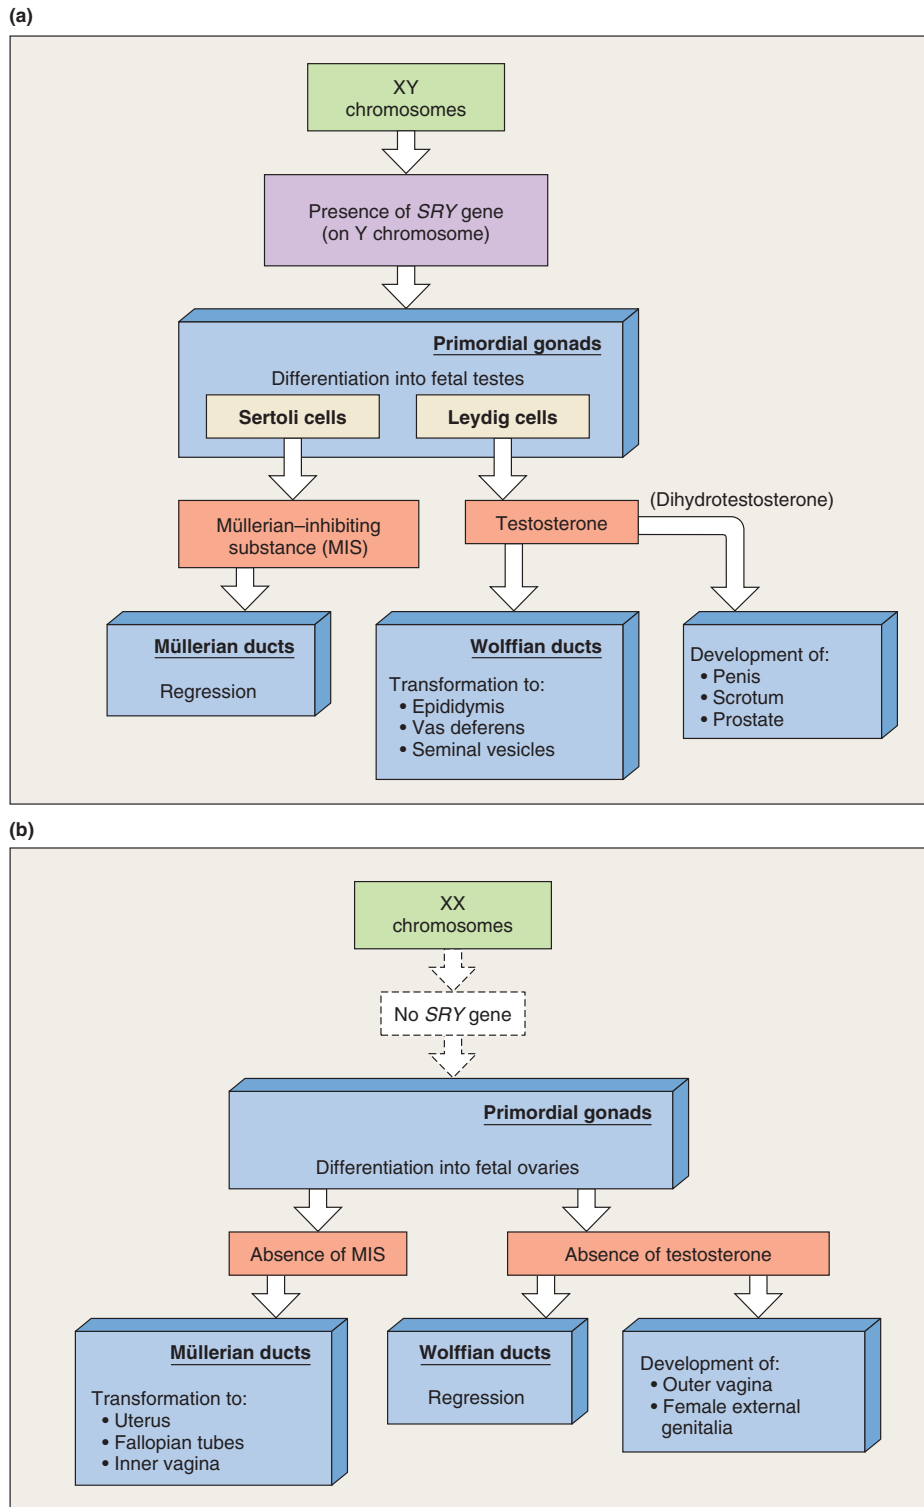 (a)
XY
chromosomes
Presence of SRY gene
(on Y chromosome)
Primordial gonads
Differentiation into fetal testes
Sertoli cells
Leydig cells
Müllerian–inhibiting
substance (MIS)
Testosterone
(Dihydrotestosterone)
Müllerian ducts
Regression
Wolffian ducts
Transformation to:
• Epididymis
• Vas deferens
• Seminal vesicles
Development of:
• Penis
• Scrotum
• Prostate
(b)
XX
chromosomes
No SRY gene
Primordial gonads
Differentiation into fetal ovaries
Absence of MIS
Absence of testosterone
Müllerian ducts
Transformation to:
• Uterus
• Fallopian tubes
• Inner vagina
Wolffian ducts
Regression
Development of:
• Outer vagina
• Female external
genitalia